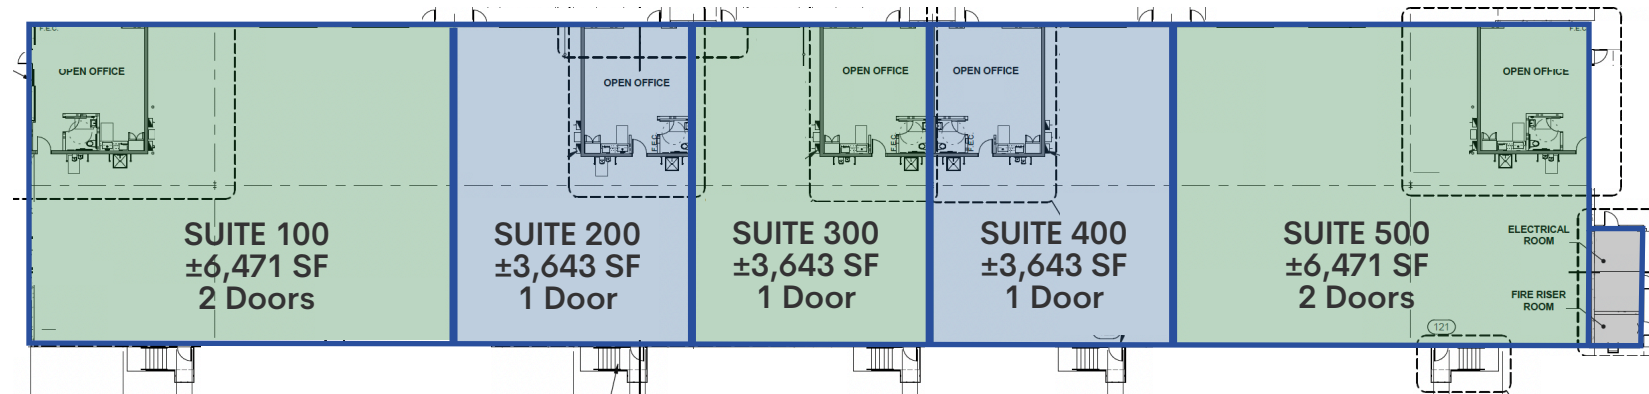 F.E.C.
F.E.C.
OPEN OFFICE
OPEN OFFICE
OPEN OFFICE
OPEN OFFICE
OPEN OFFICE
F.E.C.
F.E.C.
F.E.C.
SUITE 100
±6,471 SF
2 Doors
SUITE 200
±3,643 SF
1 Door
SUITE 300
±3,643 SF
1 Door
SUITE 400
±3,643 SF
1 Door
SUITE 500
±6,471 SF
2 Doors
ELECTRICAL
ROOM
FIRE RISER
ROOM
121